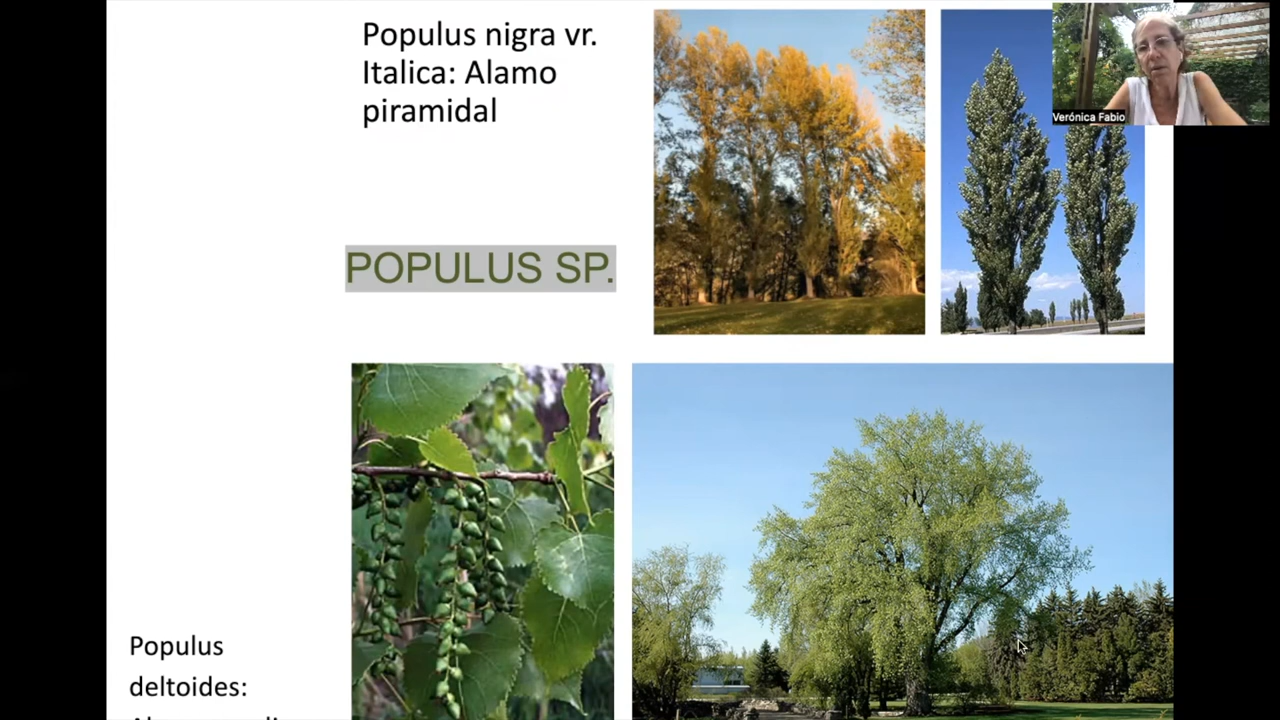 Populus nigra vr.
Italica: Alamo
piramidal
Verónica Fabio
POPULUS SP.
Populus
deltoides: